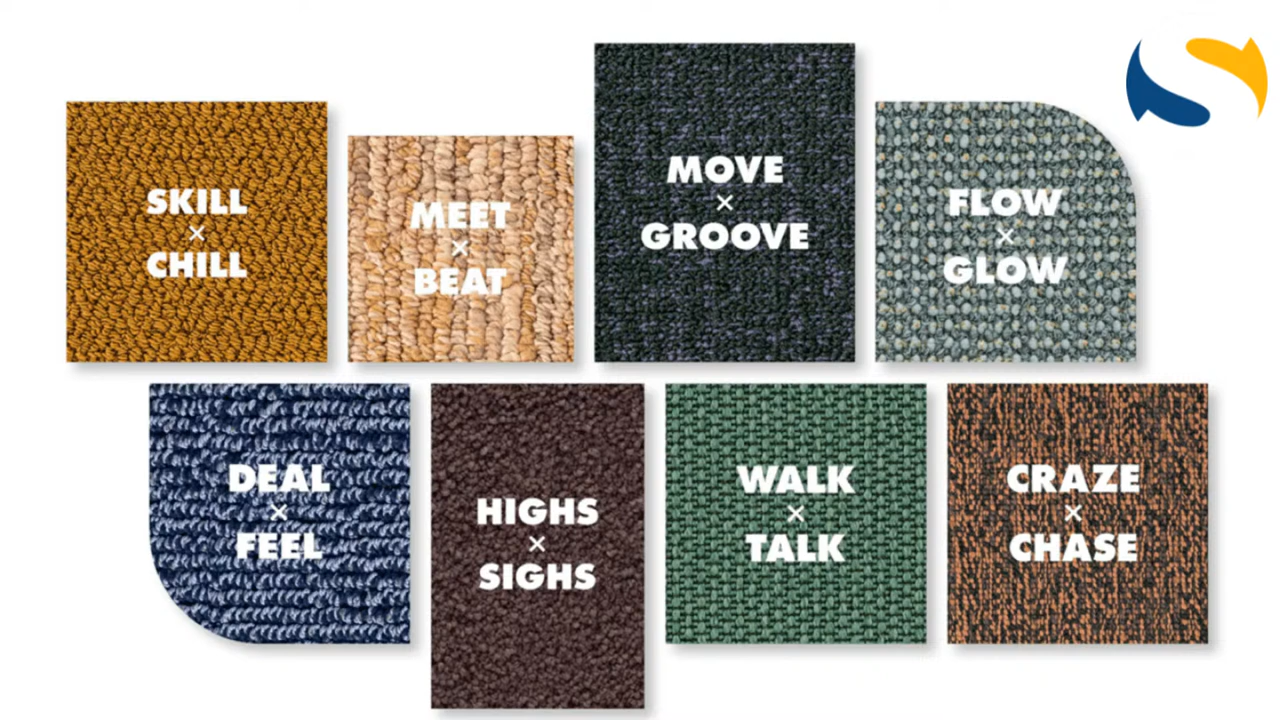 SKILL
×
CHILL
MEET
×
BEAT
MOVE
×
GROOVE
FLOW
×
GLOW
DEAL
×
FEEL
HIGHS
×
SIGHS
WALK
×
TALK
CRAZE
×
CHASE